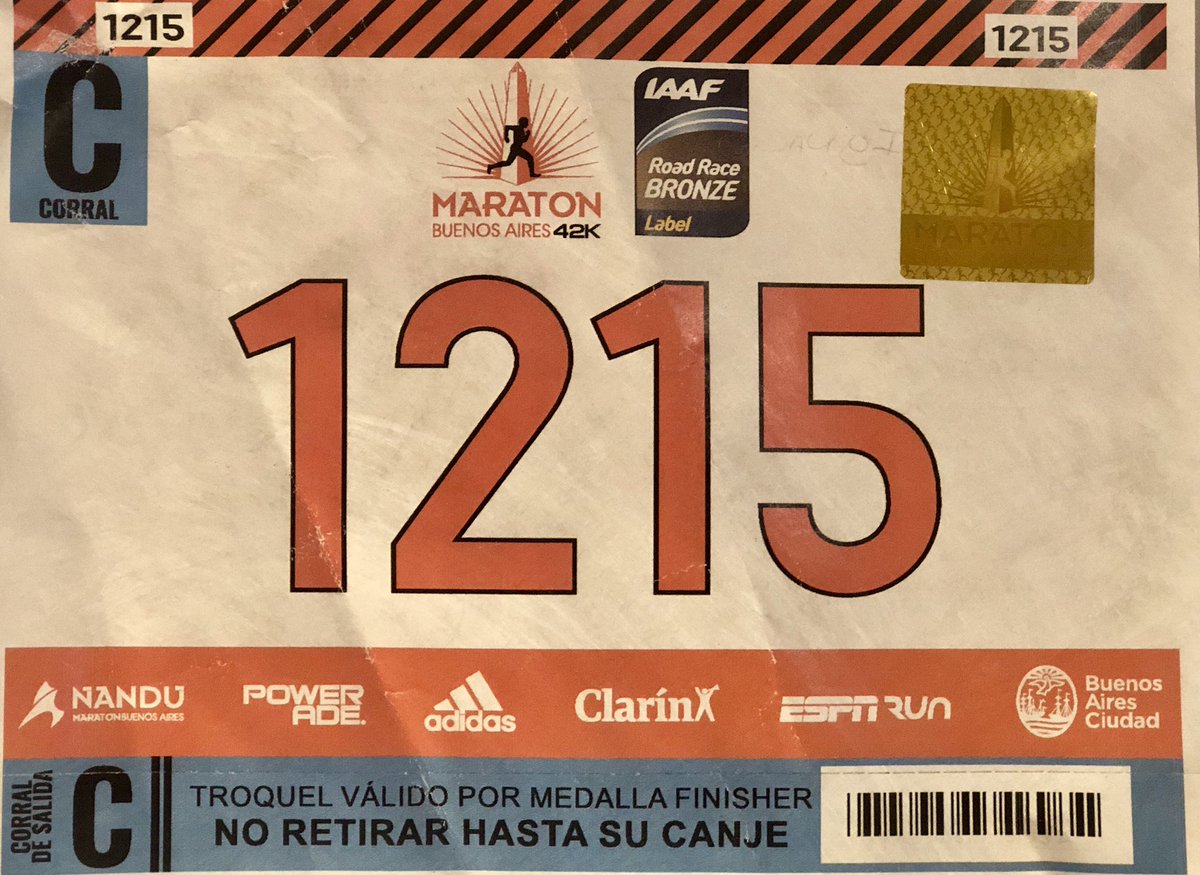 1215
1215
C
CORRAL
MARATON
BUENOS AIRES 42K
IAAF
Road Race
BRONZE
Label
MARATON
1215
NANDU
MARATON BUENOS AIRES
POWER
ADE.
adidas
Clarín
ESPN RUN
Buenos
Aires
Ciudad
CORRAL
DE SALIDA
C
TROQUEL VÁLIDO POR MEDALLA FINISHER
NO RETIRAR HASTA SU CANJE